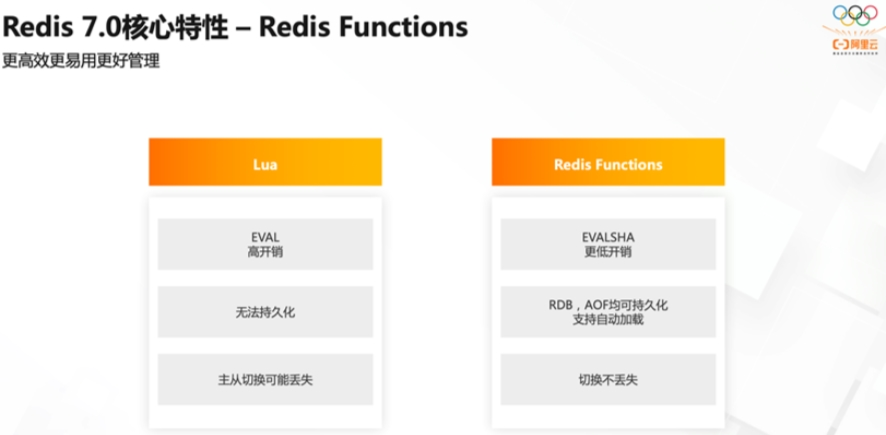 Redis 7.0核心特性 – Redis Functions
更高效更易用更好管理
阿里云
Lua
Redis Functions
EVAL
高开销
EVALSHA
更低开销
无法持久化
RDB，AOF均可持久化
支持自动加载
主从切换可能丢失
切换不丢失